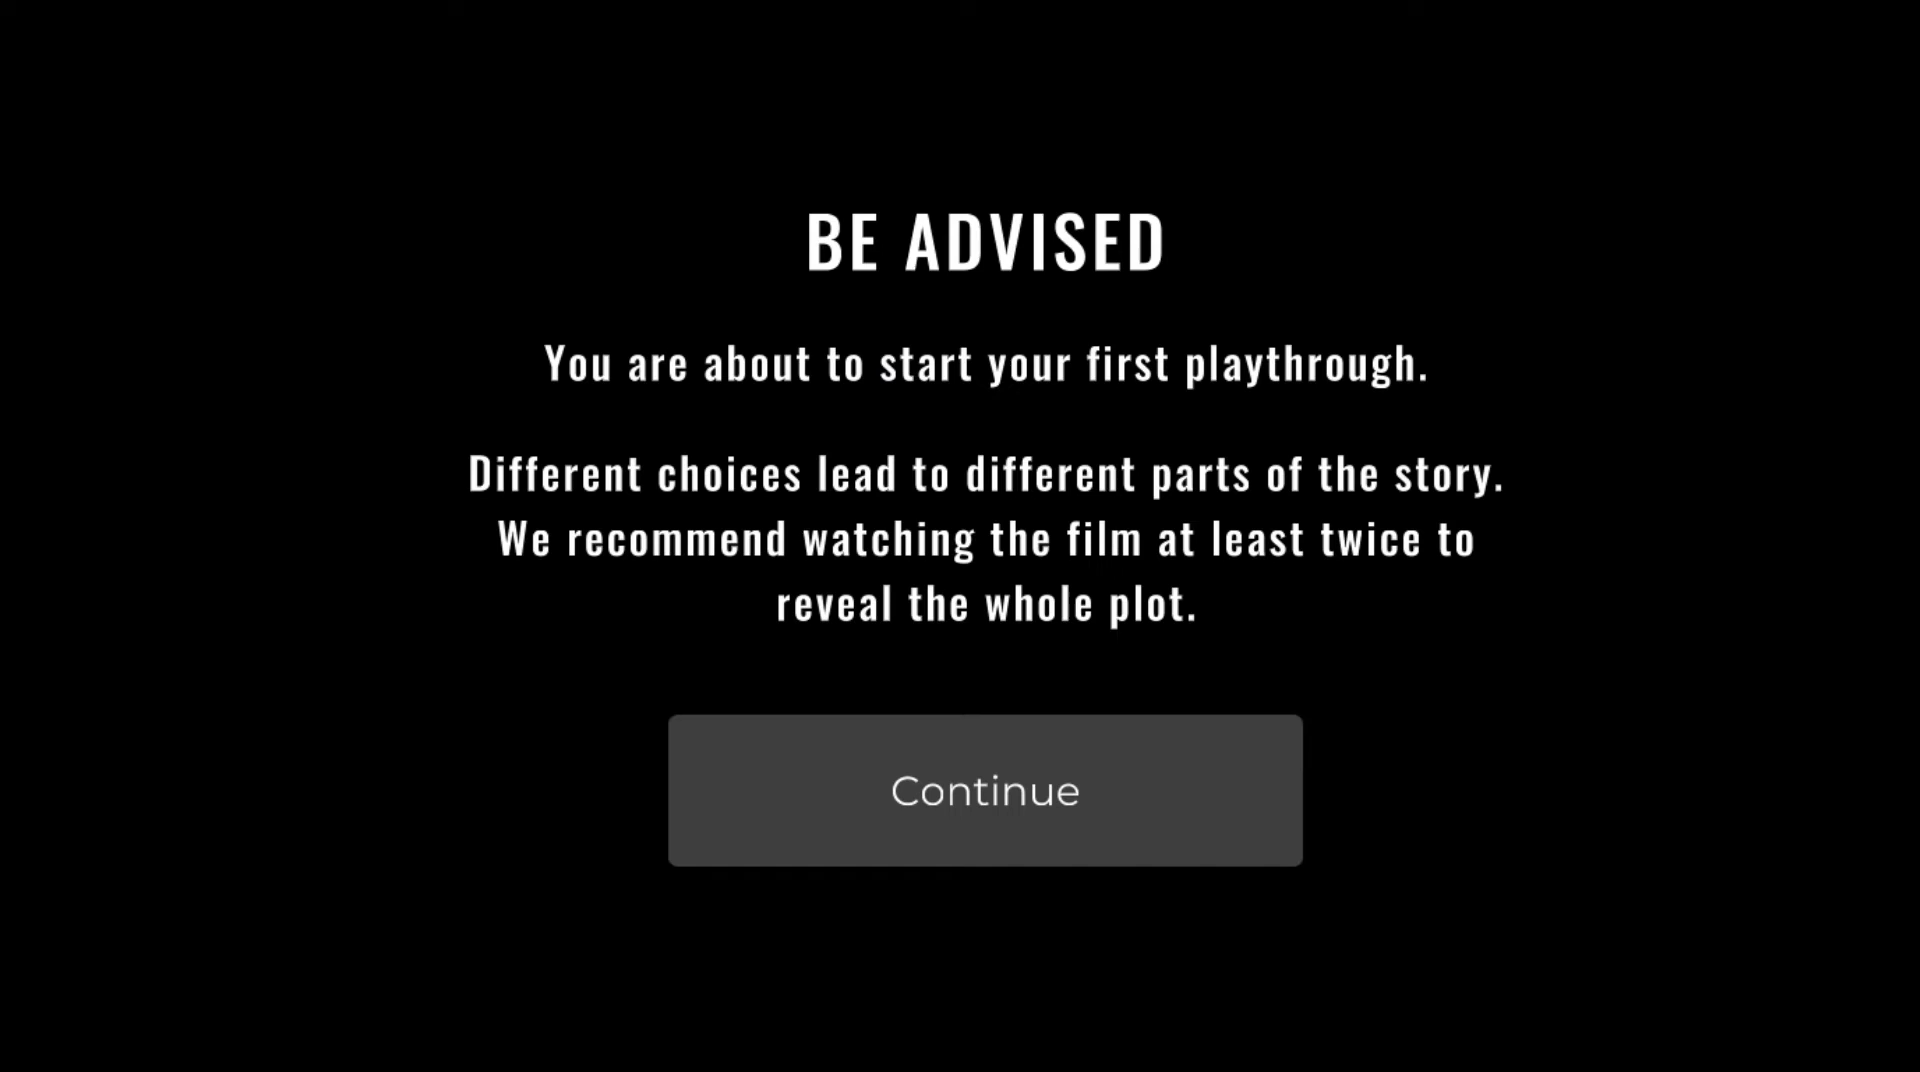 BE ADVISED
You are about to start your first playthrough.
Different choices lead to different parts of the story.
We recommend watching the film at least twice to
reveal the whole plot.
Continue